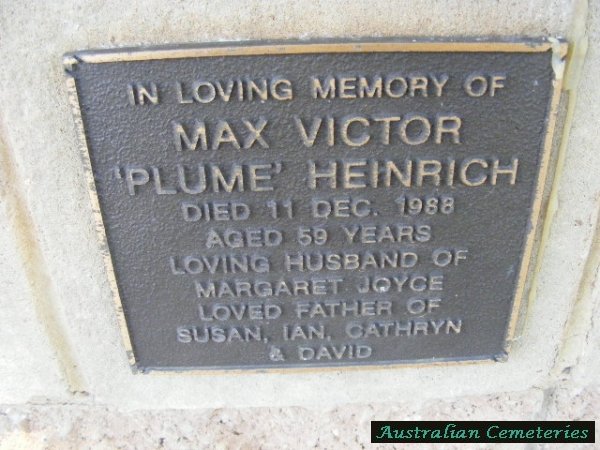 IN LOVING MEMORY OF
MAX VICTOR
'PLUME' HEINRICH
DIED 11 DEC. 1988
AGED 59 YEARS
LOVING HUSBAND OF
MARGARET JOYCE
LOVED FATHER OF
SUSAN, IAN, CATHRYN
& DAVID
Australian Cemeteries